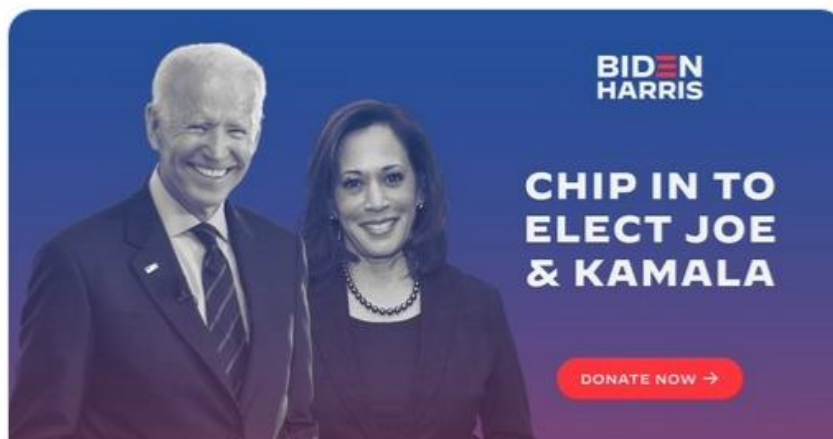 BIDEN
HARRIS
CHIP IN TO
ELECT JOE
& KAMALA
DONATE NOW →